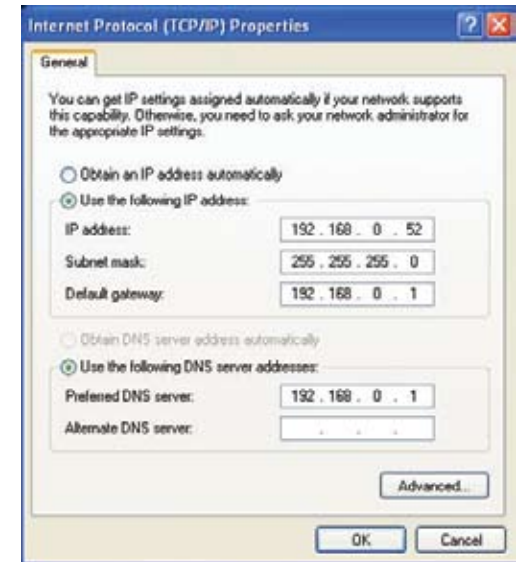 Internet Protocol (TCP/IP) Properties
General
You can get IP settings assigned automatically if your network supports
this capability. Otherwise, you need to ask your network administrator for
the appropriate IP settings.
Obtain an IP address automatically
Use the following IP address:
IP address: 192 . 168 . 0 . 52
Subnet mask: 255 . 255 . 255 . 0
Default gateway: 192 . 168 . 0 . 1
Obtain DNS server address automatically
Use the following DNS server addresses:
Preferred DNS server: 192 . 168 . 0 . 1
Alternate DNS server: . . .
Advanced...
OK Cancel